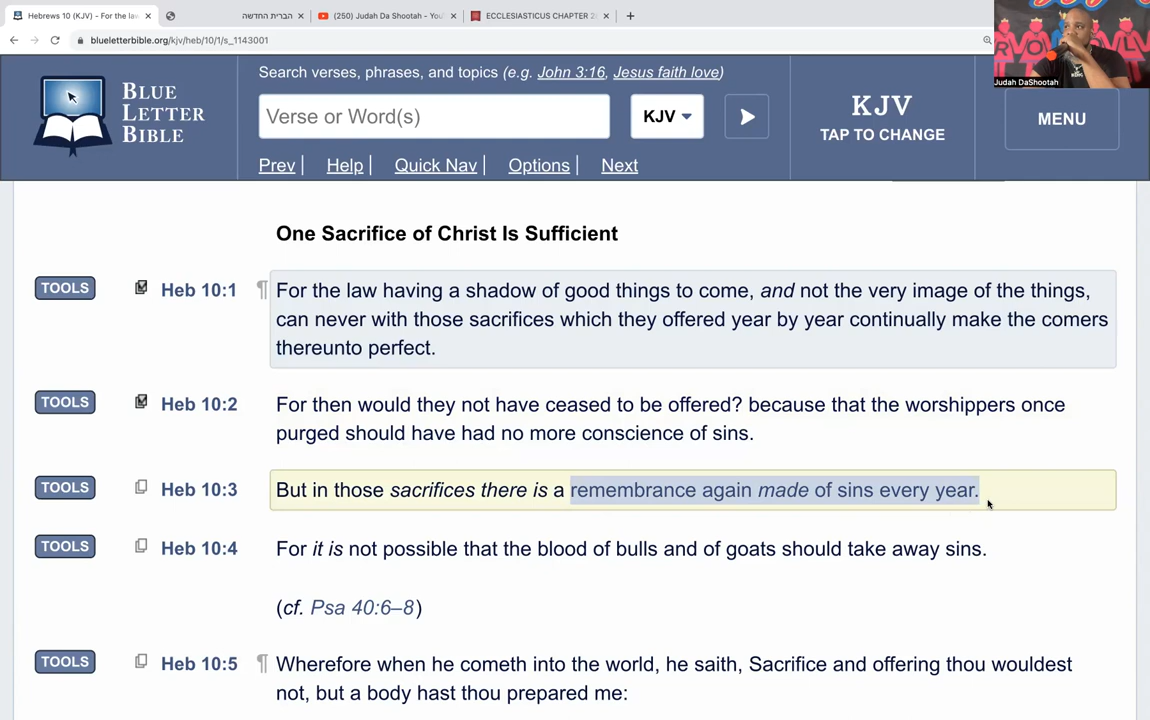 Hebrews 10 (KJV) - For the la
הברית החדשה
(250) Judah Da Shootah - You
ECCLESIASTICUS CHAPTER 2
blueletterbible.org/kjv/heb/10/1/s_1143001
Judah DaShootah
BLUE
LETTER
BIBLE
Search verses, phrases, and topics (e.g. John 3:16, Jesus faith love)
Verse or Word(s)
KJV
Prev | Help | Quick Nav | Options | Next
KJV
TAP TO CHANGE
MENU
One Sacrifice of Christ Is Sufficient
TOOLS Heb 10:1 ¶ For the law having a shadow of good things to come, and not the very image of the things,
can never with those sacrifices which they offered year by year continually make the comers
thereunto perfect.
TOOLS Heb 10:2 For then would they not have ceased to be offered? because that the worshippers once
purged should have had no more conscience of sins.
TOOLS Heb 10:3 But in those sacrifices there is a remembrance again made of sins every year.
TOOLS Heb 10:4 For it is not possible that the blood of bulls and of goats should take away sins.
(cf. Psa 40:6–8)
TOOLS Heb 10:5 ¶ Wherefore when he cometh into the world, he saith, Sacrifice and offering thou wouldest
not, but a body hast thou prepared me: